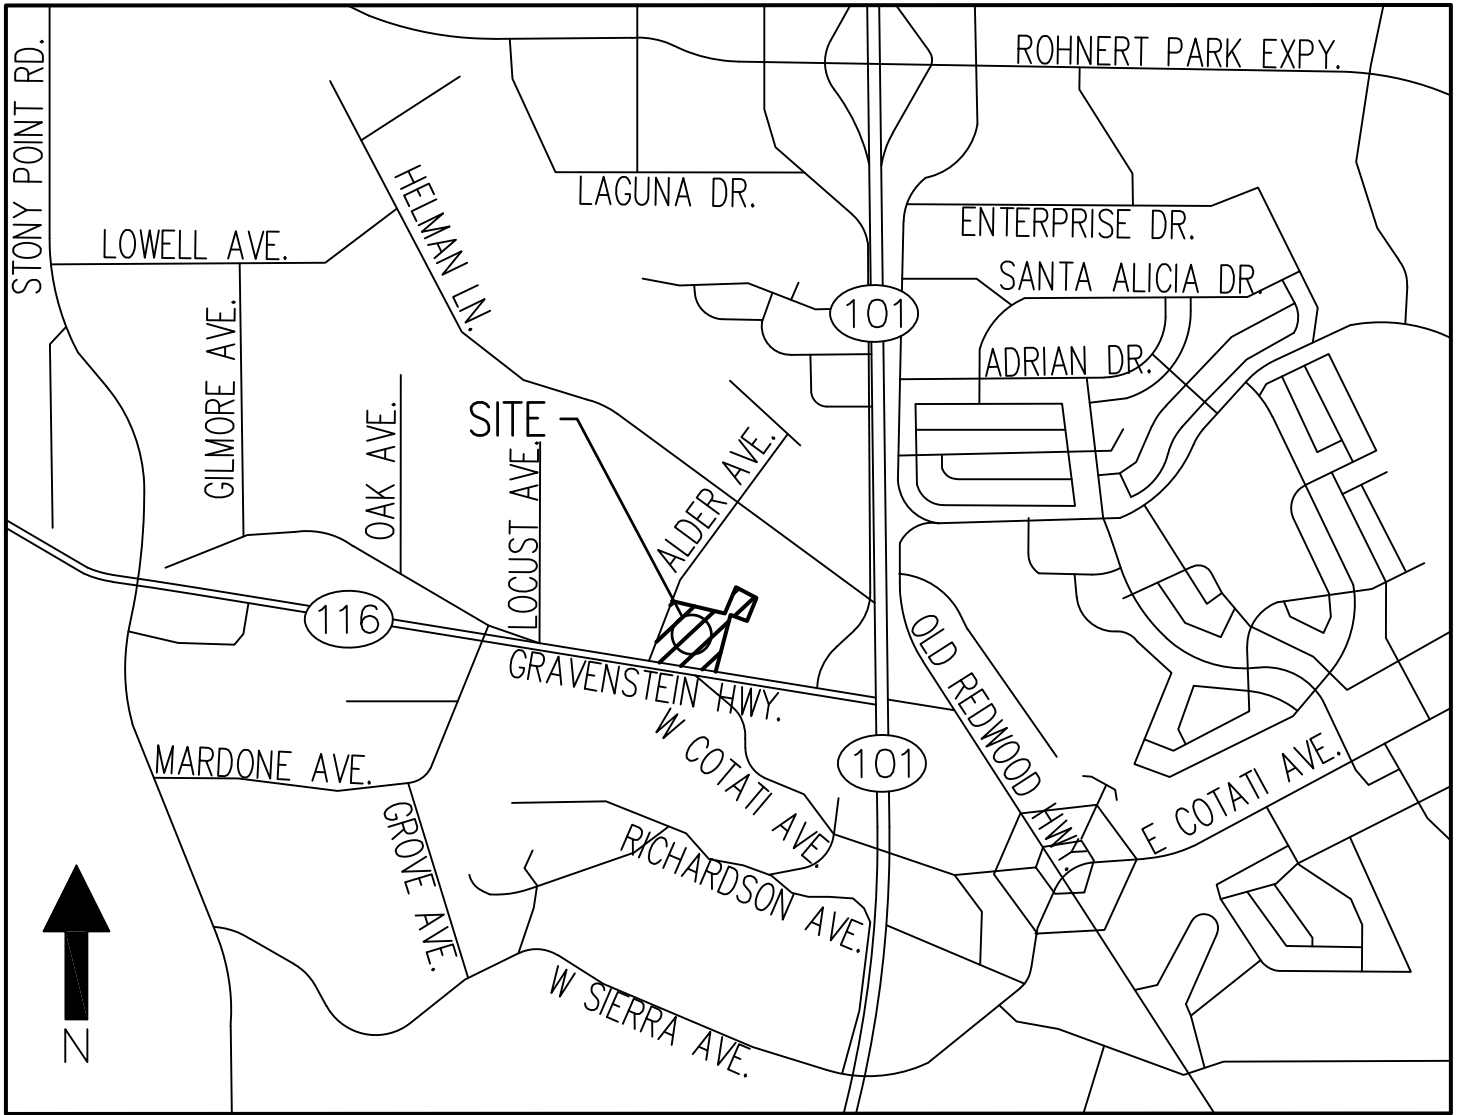 ROHNERT PARK EXPY.
STONY POINT RD.
LAGUNA DR.
HELMAN LN.
ENTERPRISE DR.
LOWELL AVE.
SANTA ALICIA DR.
101
GILMORE AVE.
ADRIAN DR.
OAK AVE.
SITE
LOCUST AVE.
ALDER AVE.
116
GRAVENSTEIN HWY.
OLD REDWOOD HWY.
W COTATI AVE.
101
MARDONE AVE.
E COTATI AVE.
GROVE AVE.
RICHARDSON AVE.
W SIERRA AVE.
N